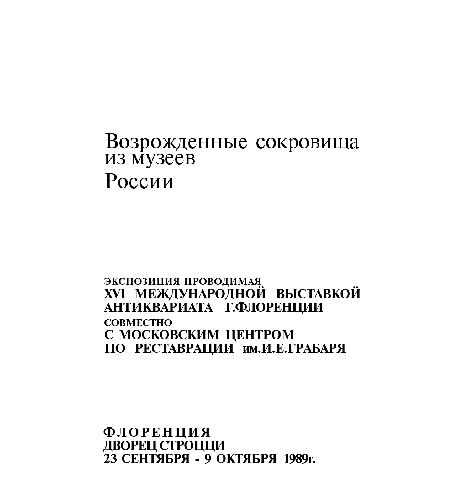 Возрожденные сокровища
из музеев
России
ЭКСПОЗИЦИЯ ПРОВОДИМАЯ
XVI МЕЖДУНАРОДНОЙ ВЫСТАВКОЙ
АНТИКВАРИАТА Г.ФЛОРЕНЦИИ
СОВМЕСТНО
С МОСКОВСКИМ ЦЕНТРОМ
ПО РЕСТАВРАЦИИ им.И.Е.ГРАБАРЯ
ФЛОРЕНЦИЯ
ДВОРЕЦ СТРОЦЦИ
23 СЕНТЯБРЯ - 9 ОКТЯБРЯ 1989г.